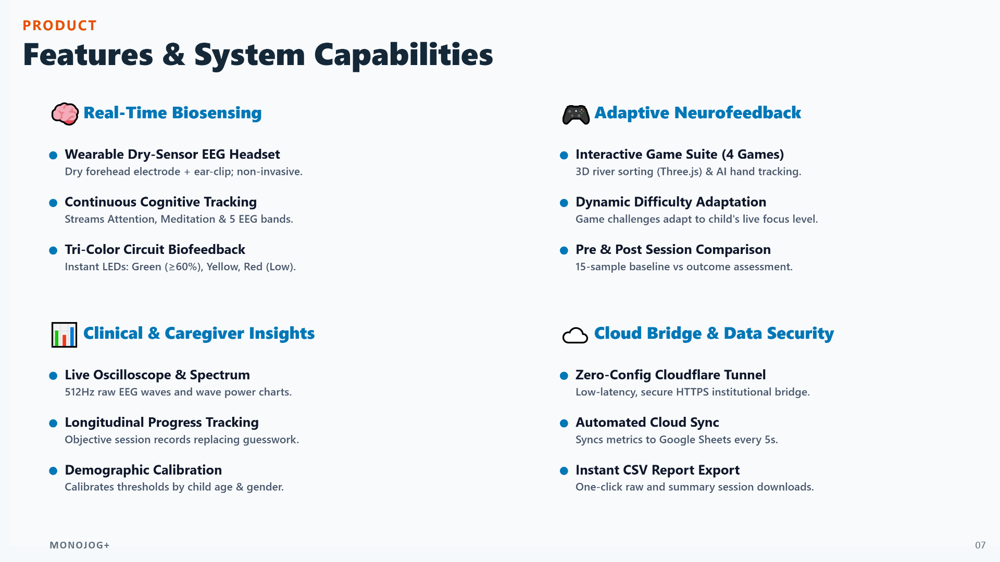 PRODUCT
Features & System Capabilities
Real-Time Biosensing
Wearable Dry-Sensor EEG Headset
Dry forehead electrode + ear-clip; non-invasive.
Continuous Cognitive Tracking
Streams Attention, Meditation & 5 EEG bands.
Tri-Color Circuit Biofeedback
Instant LEDs: Green (≥60%), Yellow, Red (Low).
Adaptive Neurofeedback
Interactive Game Suite (4 Games)
3D river sorting (Three.js) & AI hand tracking.
Dynamic Difficulty Adaptation
Game challenges adapt to child's live focus level.
Pre & Post Session Comparison
15-sample baseline vs outcome assessment.
Clinical & Caregiver Insights
Live Oscilloscope & Spectrum
512Hz raw EEG waves and wave power charts.
Longitudinal Progress Tracking
Objective session records replacing guesswork.
Demographic Calibration
Calibrates thresholds by child age & gender.
Cloud Bridge & Data Security
Zero-Config Cloudflare Tunnel
Low-latency, secure HTTPS institutional bridge.
Automated Cloud Sync
Syncs metrics to Google Sheets every 5s.
Instant CSV Report Export
One-click raw and summary session downloads.
MONOJOG+
07